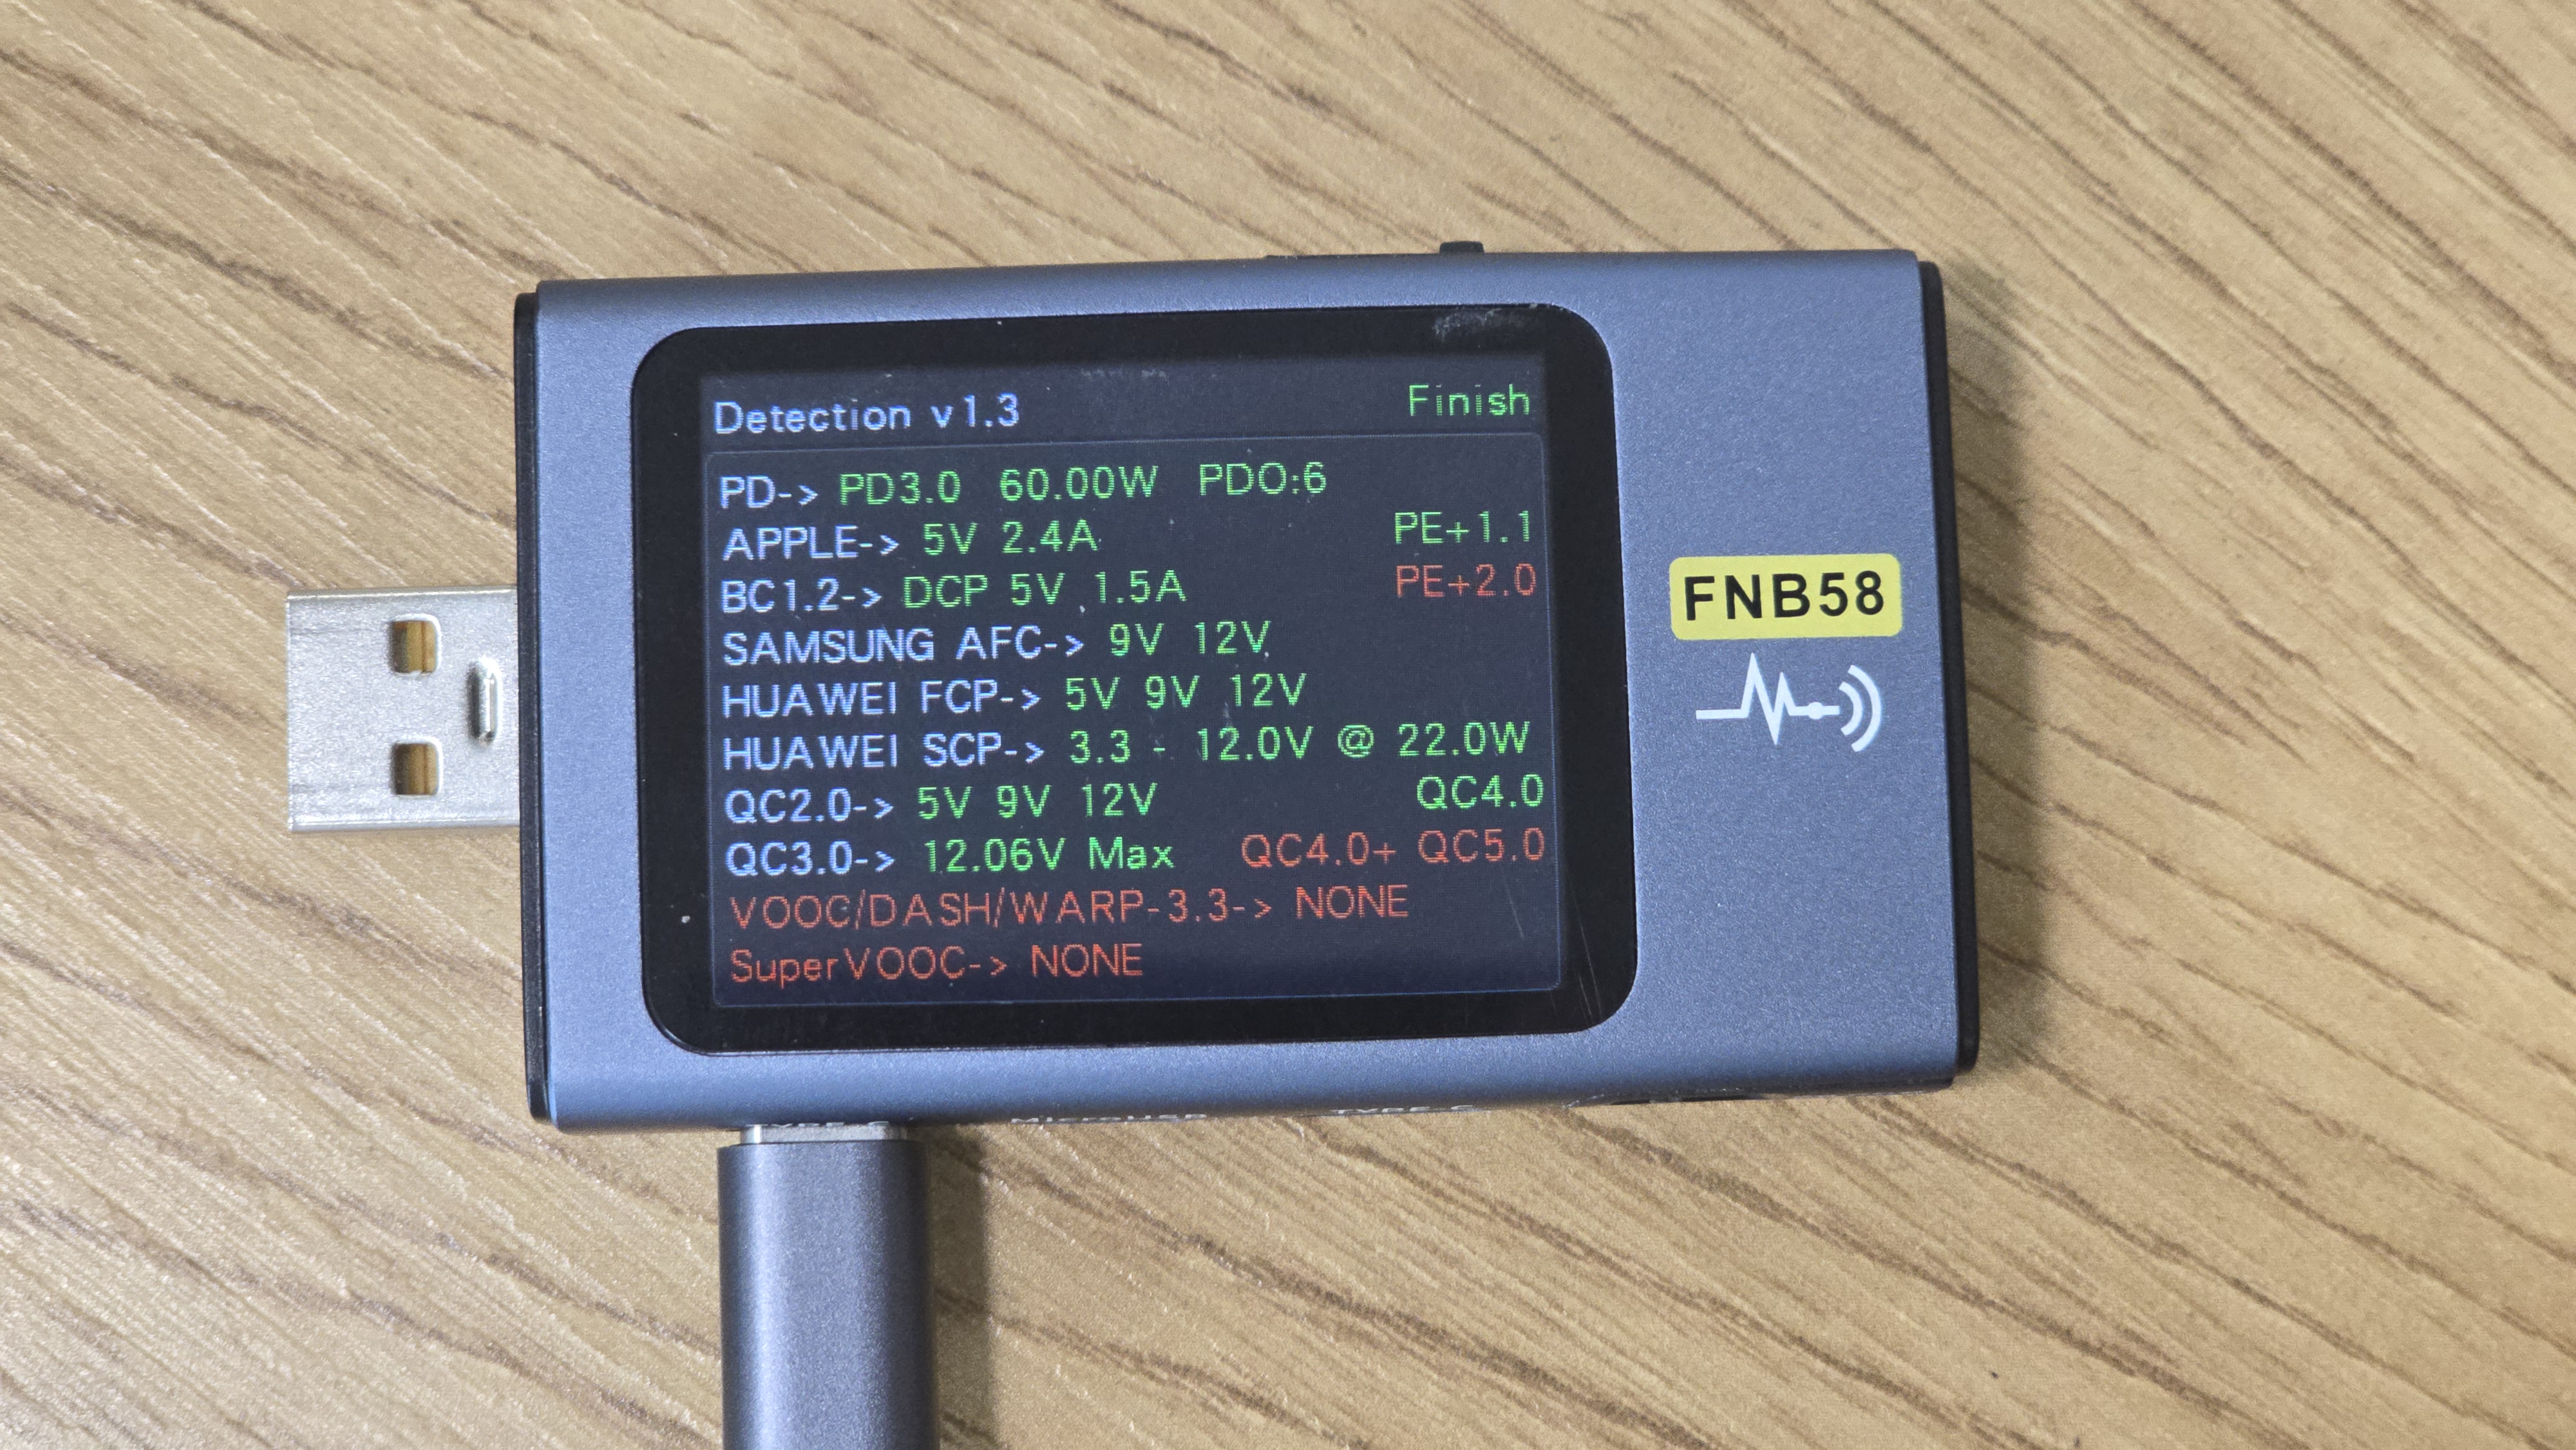 Detection v1.3 Finish
PD-> PD3.0 60.00W PDO:6
APPLE-> 5V 2.4A PE+1.1
BC1.2-> DCP 5V 1.5A PE+2.0
SAMSUNG AFC-> 9V 12V
HUAWEI FCP-> 5V 9V 12V
HUAWEI SCP-> 3.3 - 12.0V @ 22.0W
QC2.0-> 5V 9V 12V QC4.0
QC3.0-> 12.06V Max QC4.0+ QC5.0
VOOC/DASH/WARP-3.3-> NONE
SuperVOOC-> NONE
FNB58
MicroUSB TYPE-C